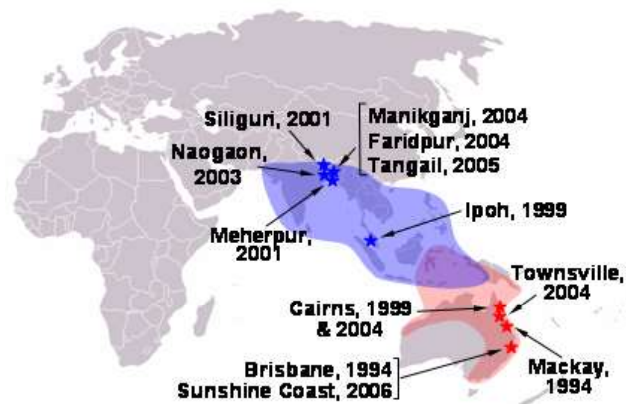 Siliguri, 2001
Manikganj, 2004
Faridpur, 2004
Tangail, 2005
Naogaon,
2003
Meherpur,
2001
Ipoh, 1999
Townsville,
2004
Cairns, 1999
& 2004
Brisbane, 1994
Sunshine Coast, 2006
Mackay,
1994